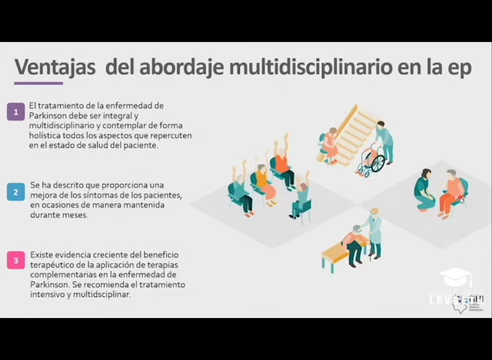 Ventajas del abordaje multidisciplinario en la ep
1
El tratamiento de la enfermedad de
Parkinson debe ser integral y
multidisciplinario y contemplar de forma
holística todos los aspectos que repercuten
en el estado de salud del paciente.
2
Se ha descrito que proporciona una
mejora de los síntomas de los pacientes,
en ocasiones de manera mantenida
durante meses.
3
Existe evidencia creciente del beneficio
terapéutico de la aplicación de terapias
complementarias en la enfermedad de
Parkinson. Se recomienda el tratamiento
intensivo y multidsciplinar.